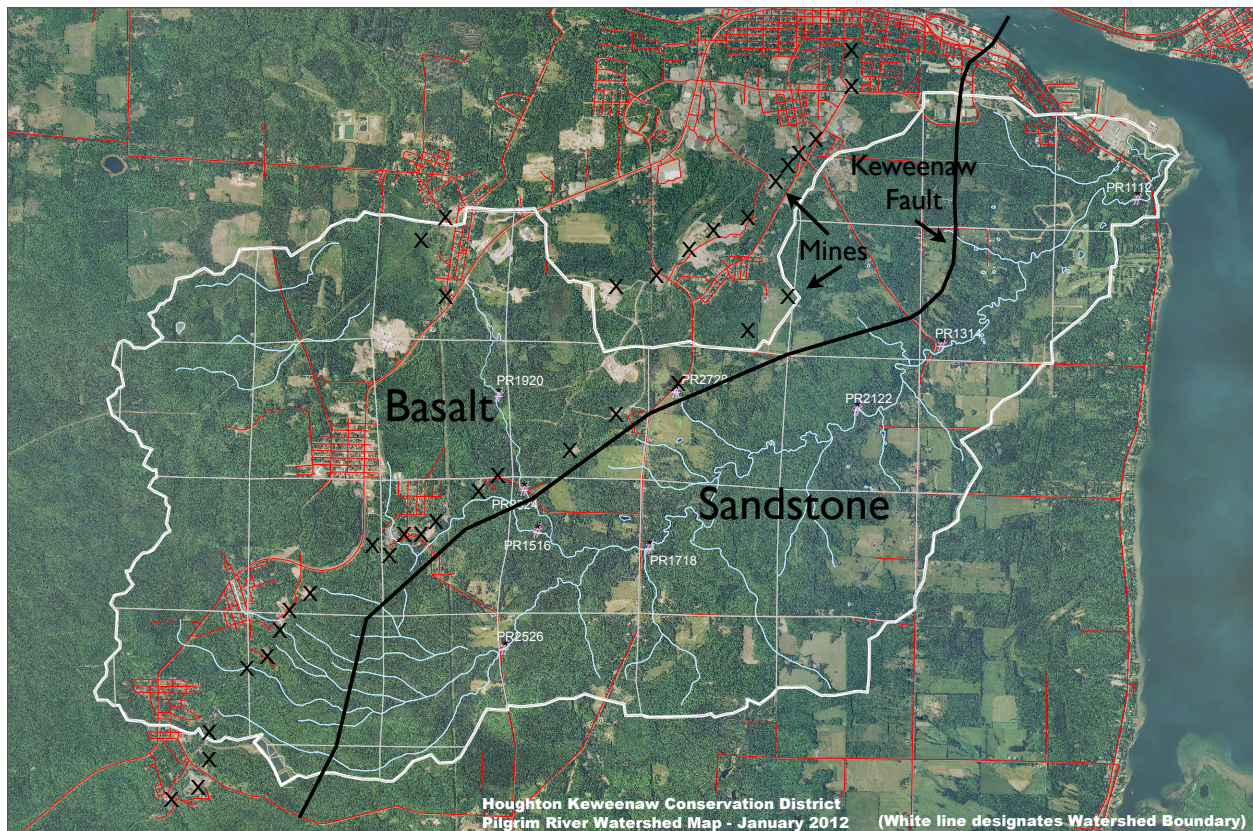 Keweenaw
Fault
PR1112
Mines
PR1314
PR1920
PR2728
Basalt
PR2122
Sandstone
PR2324
PR1516
PR1718
PR2526
Houghton Keweenaw Conservation District
Pilgrim River Watershed Map - January 2012
(White line designates Watershed Boundary)